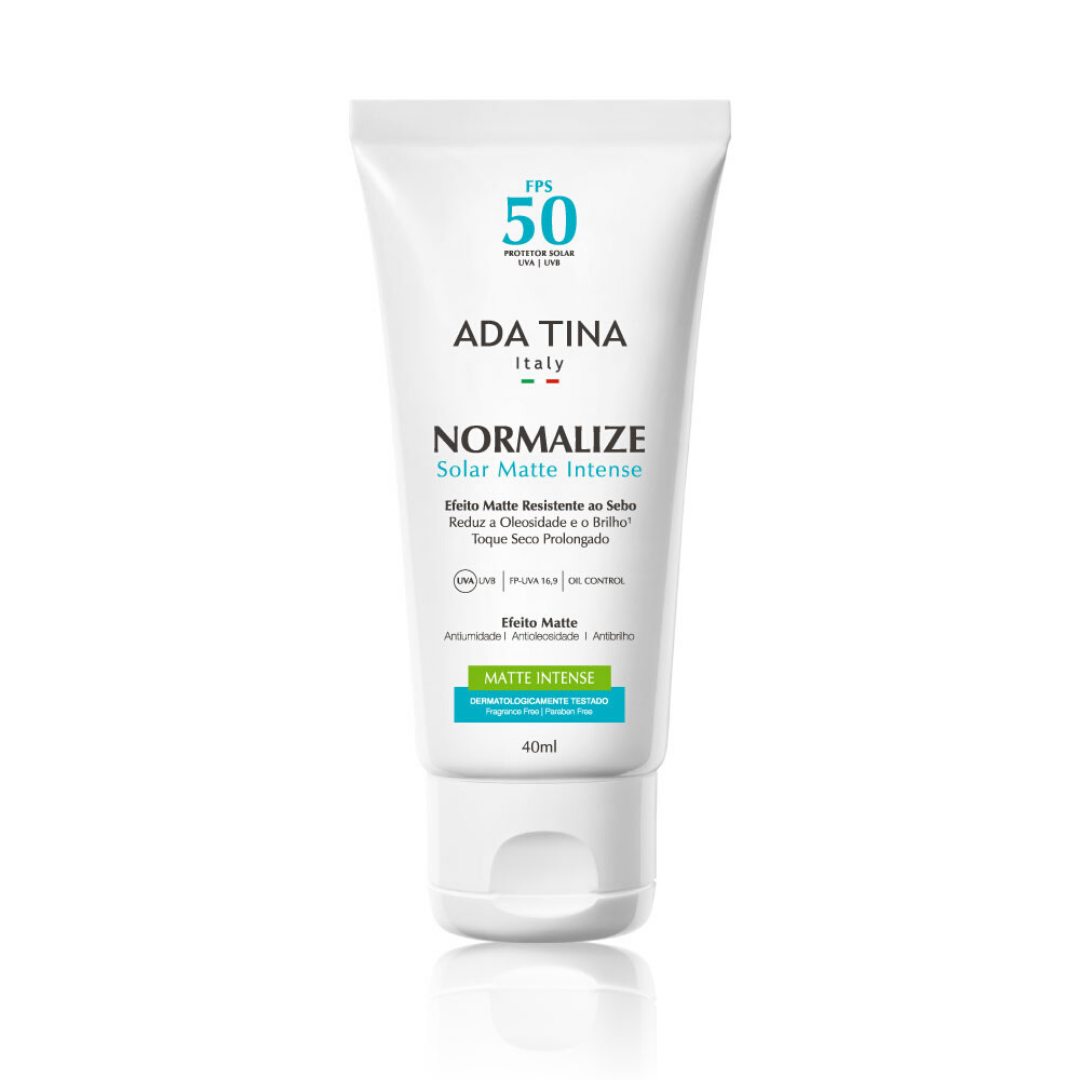 FPS
50
PROTETOR SOLAR
UVA | UVB
ADA TINA
Italy
NORMALIZE
Solar Matte Intense
Efeito Matte Resistente ao Sebo
Reduz a Oleosidade e o Brilho¹
Toque Seco Prolongado
UVA UVB | FP-UVA 16,9 | OIL CONTROL
Efeito Matte
Antiumidade | Antioleosidade | Antibrilho
MATTE INTENSE
DERMATOLOGICAMENTE TESTADO
Fragrance Free | Paraben Free
40ml